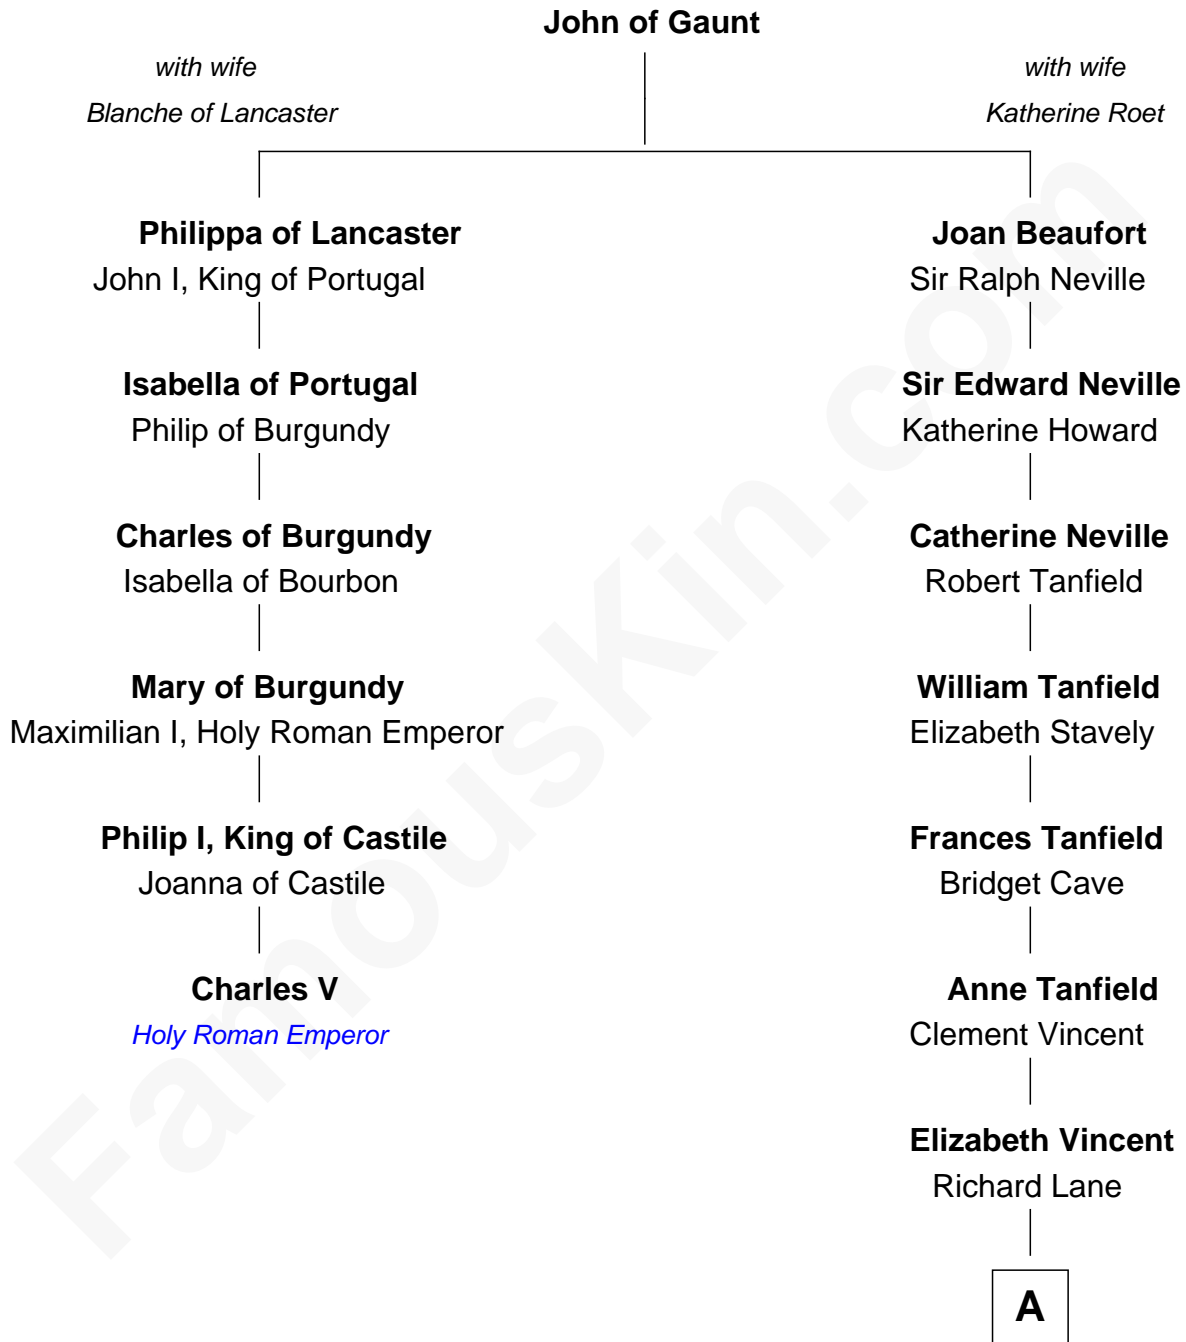 John of Gaunt
with wife
Blanche of Lancaster
with wife
Katherine Roet
Philippa of Lancaster
John I, King of Portugal
Joan Beaufort
Sir Ralph Neville
Isabella of Portugal
Philip of Burgundy
Sir Edward Neville
Katherine Howard
Charles of Burgundy
Isabella of Bourbon
Catherine Neville
Robert Tanfield
Mary of Burgundy
Maximilian I, Holy Roman Emperor
William Tanfield
Elizabeth Stavely
Philip I, King of Castile
Joanna of Castile
Frances Tanfield
Bridget Cave
Charles V
Holy Roman Emperor
Anne Tanfield
Clement Vincent
Elizabeth Vincent
Richard Lane
A
FamousKin.com